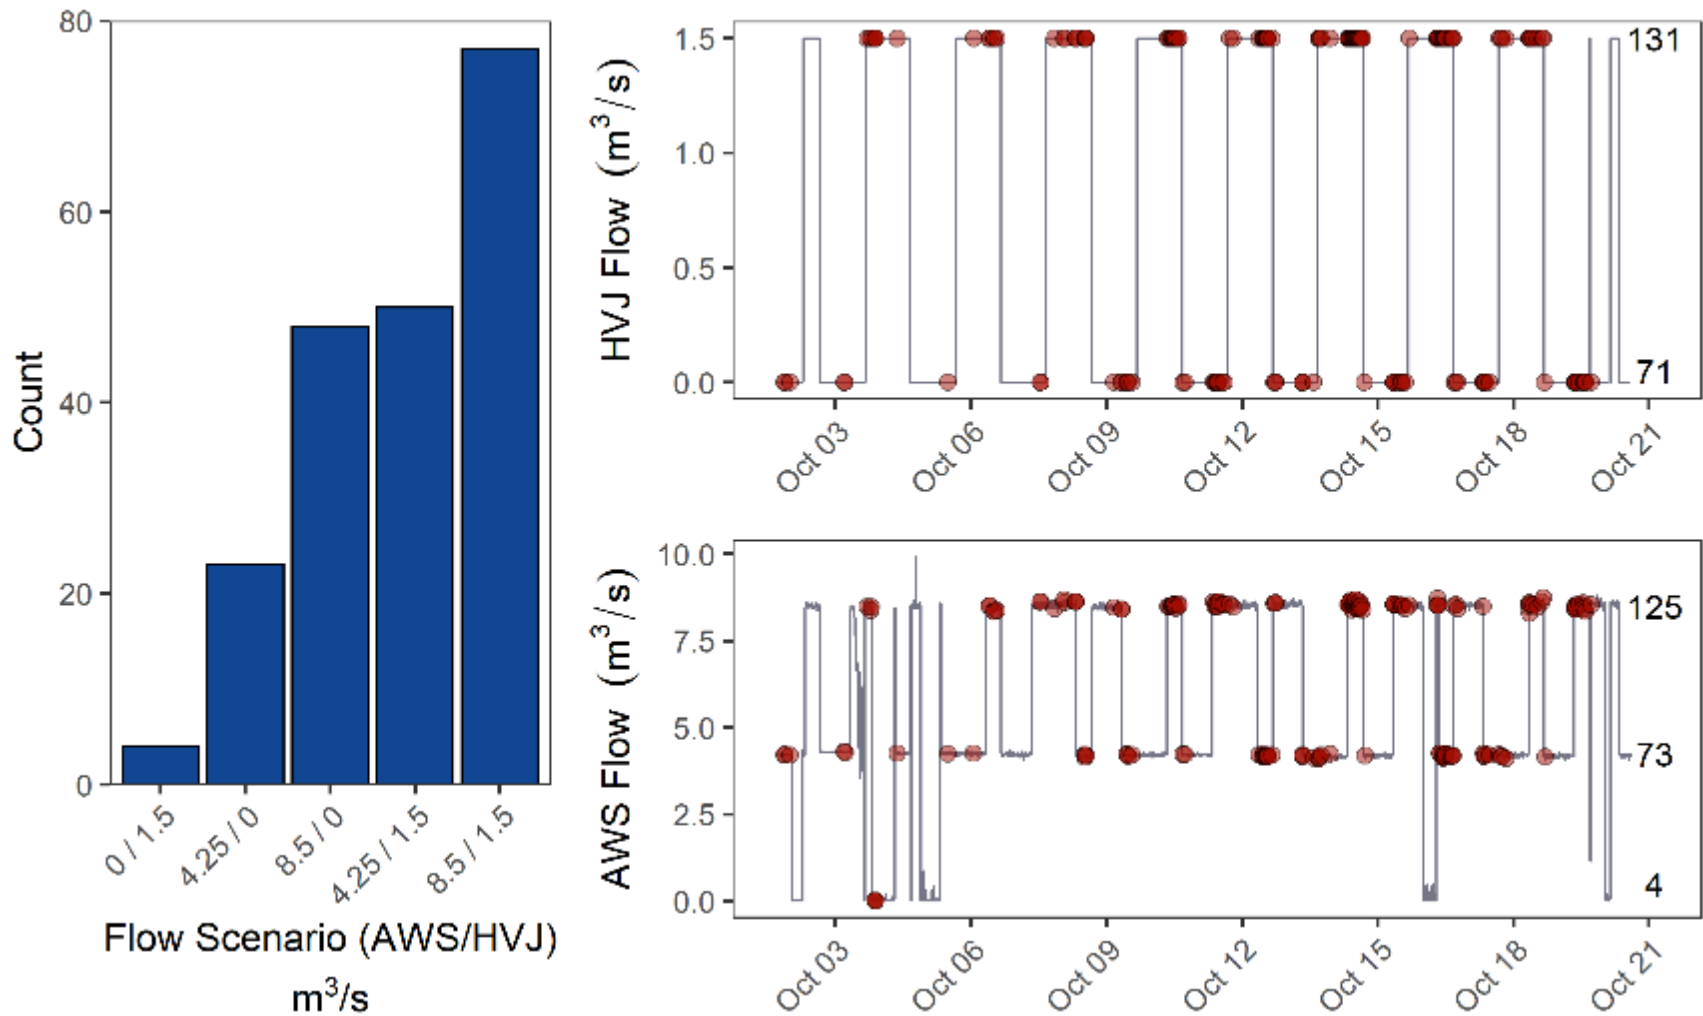 80
60
40
20
0
Count
0 / 1.5
4.25 / 0
8.5 / 0
4.25 / 1.5
8.5 / 1.5
Flow Scenario (AWS/HVJ)
m³/s
HVJ Flow (m³/s)
1.5
1.0
0.5
0.0
131
71
Oct 03
Oct 06
Oct 09
Oct 12
Oct 15
Oct 18
Oct 21
AWS Flow (m³/s)
10.0
7.5
5.0
2.5
0.0
125
73
4
Oct 03
Oct 06
Oct 09
Oct 12
Oct 15
Oct 18
Oct 21